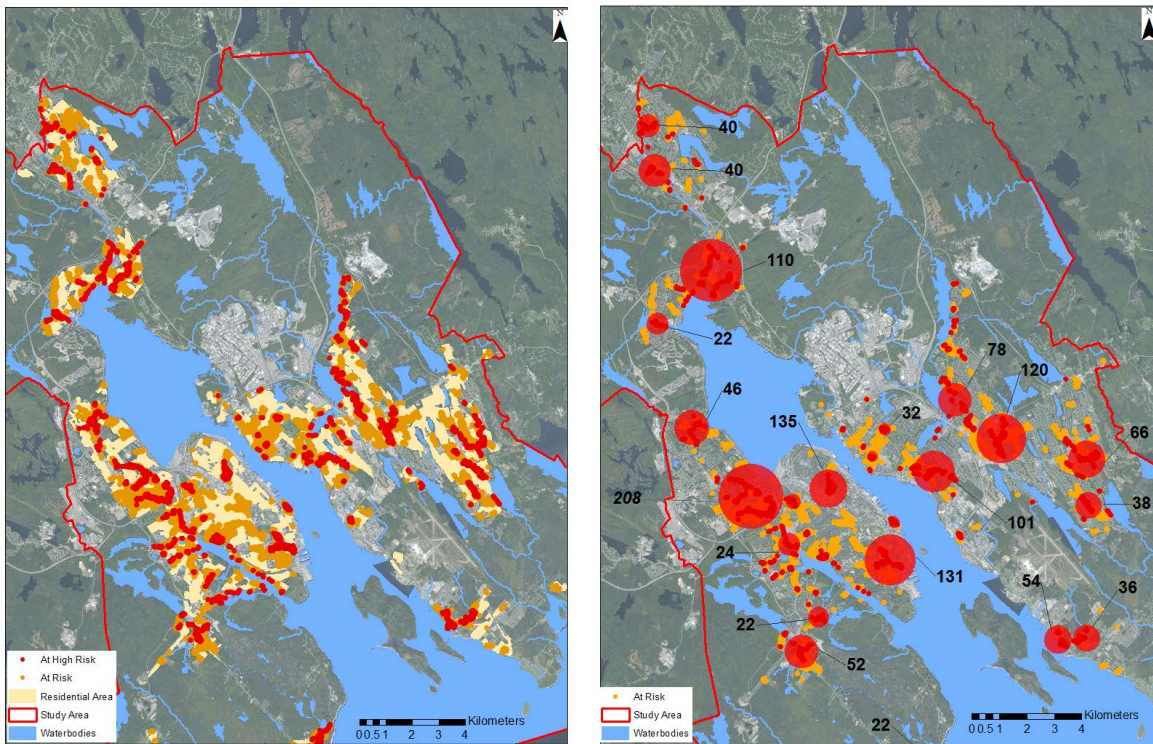 N
At High Risk
At Risk
Residential Area
Study Area
Waterbodies
0 0.5 1 2 3 4
Kilometers
N
40
40
110
22
78
120
46
32
135
66
208
38
101
24
131
54
36
22
52
22
At Risk
Study Area
Waterbodies
0 0.5 1 2 3 4
Kilometers